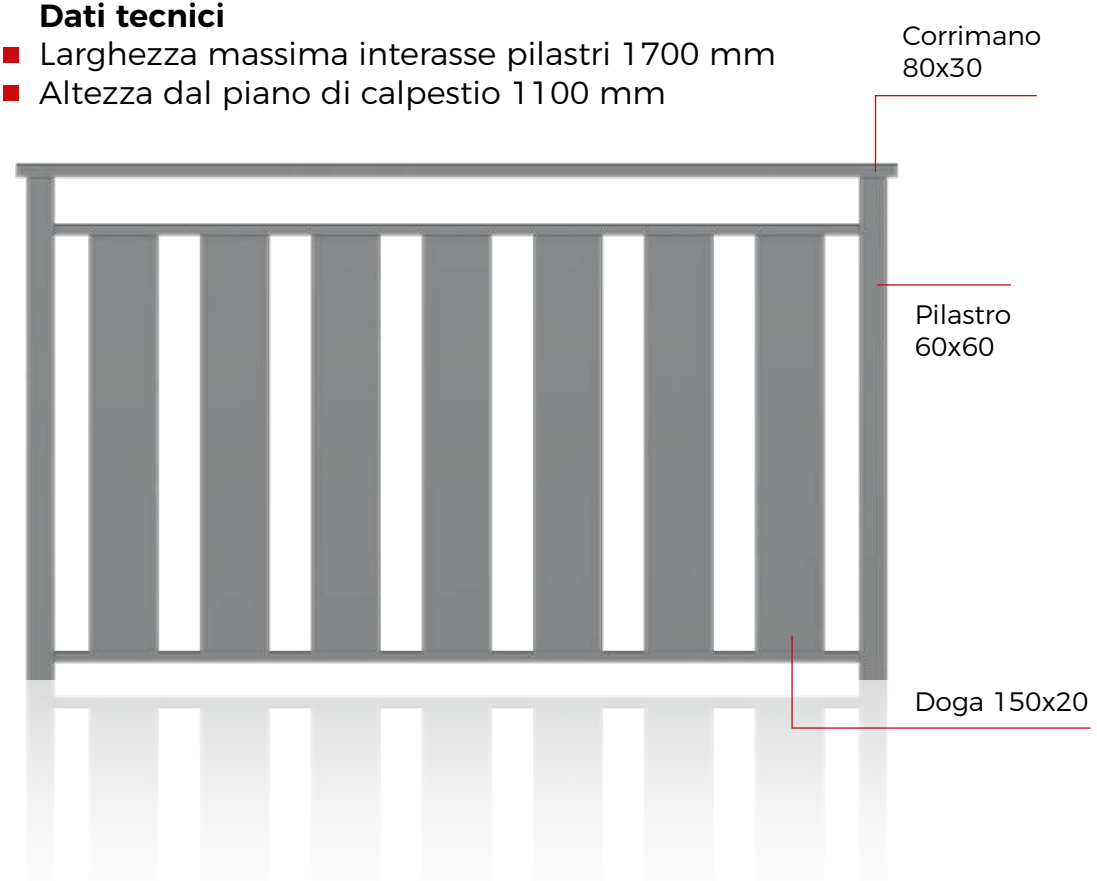 Dati tecnici
Larghezza massima interasse pilastri 1700 mm
Altezza dal piano di calpestio 1100 mm
Corrimano
80x30
Pilastro
60x60
Doga 150x20